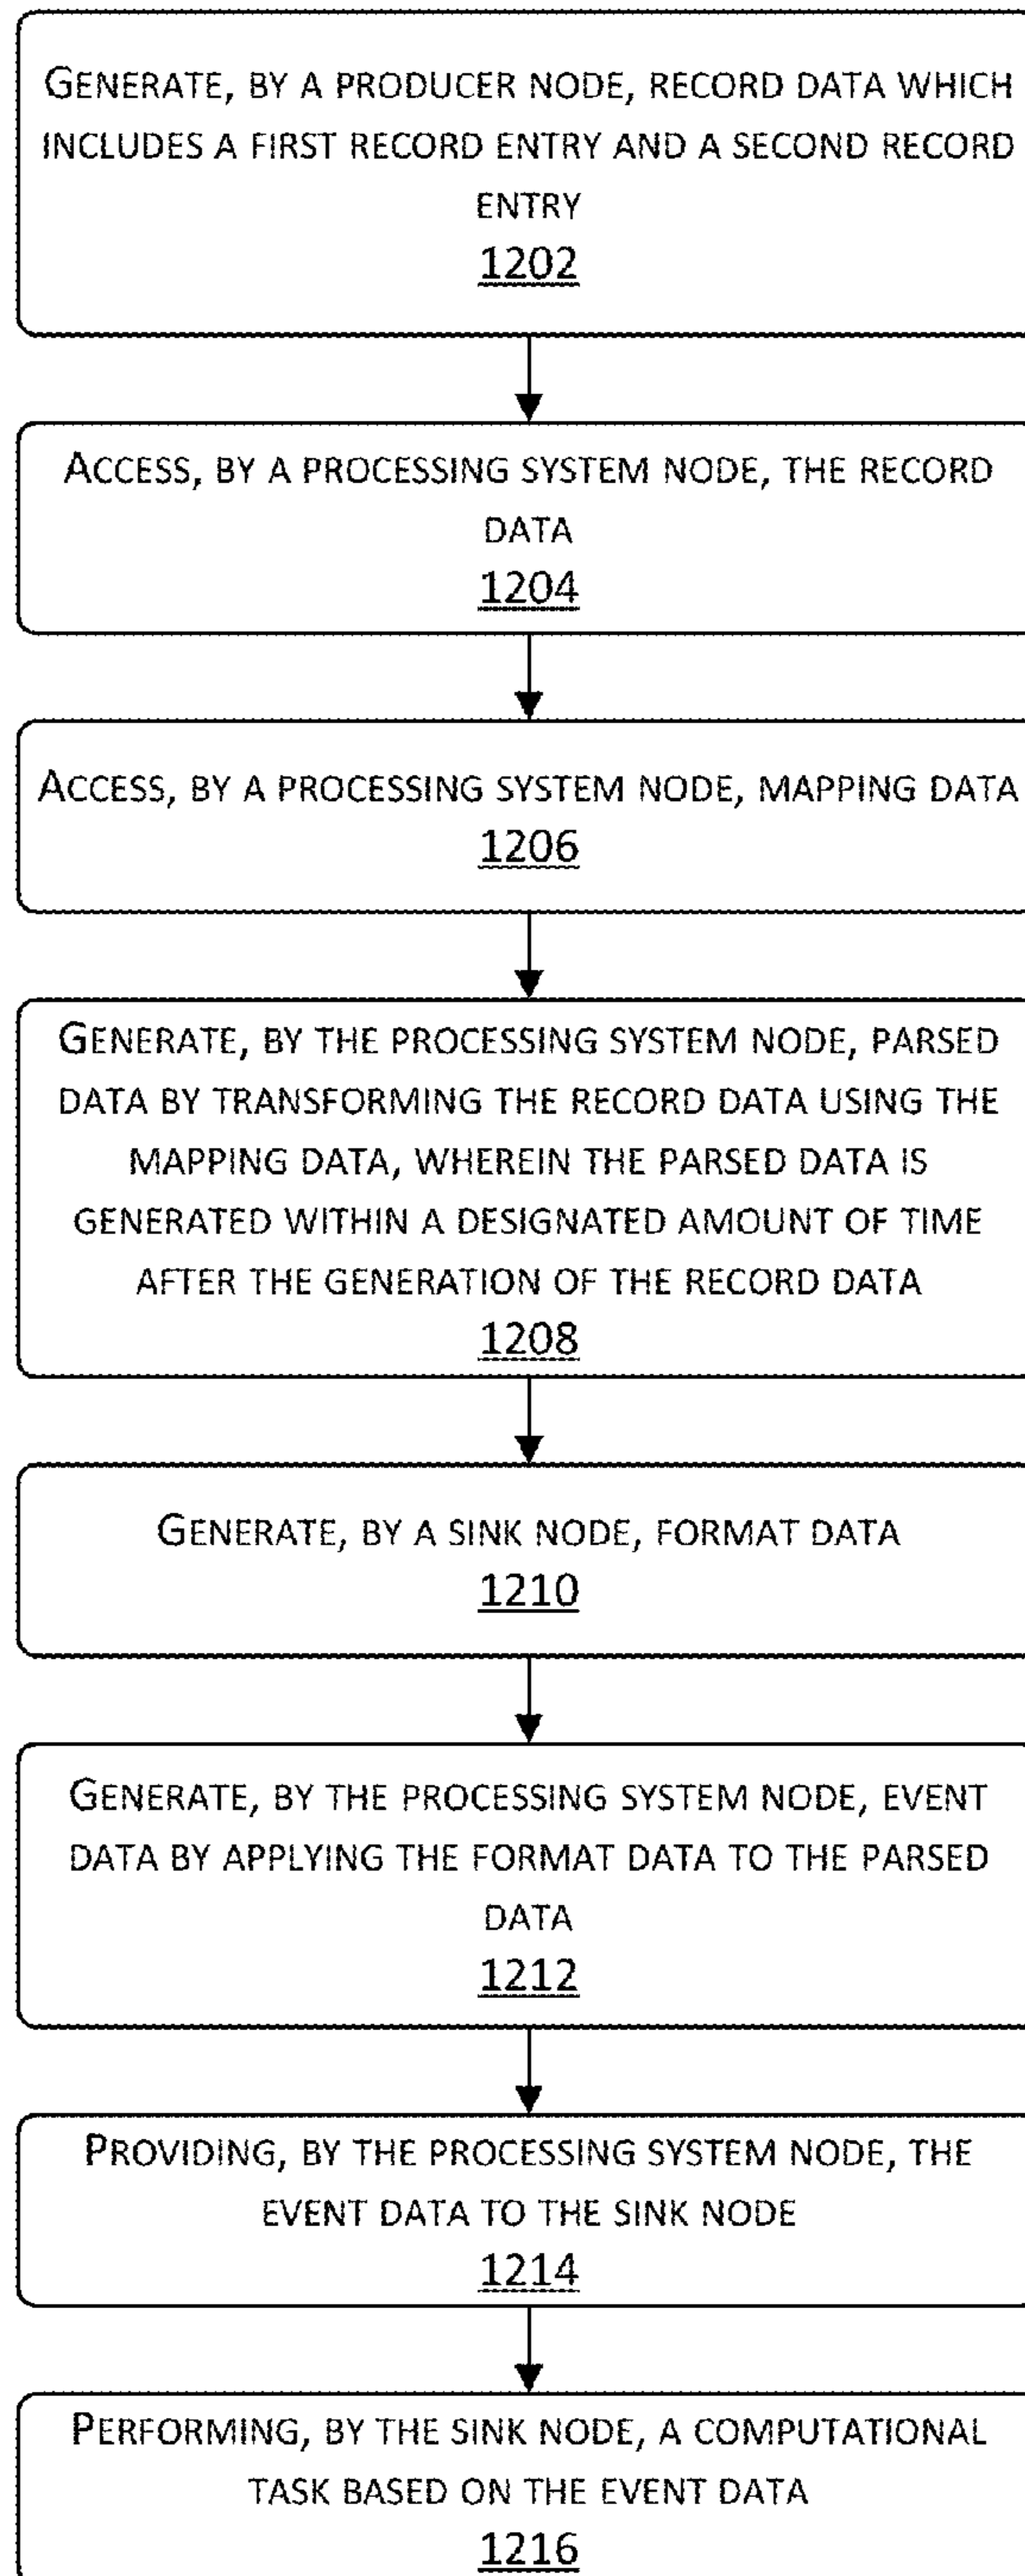 GENERATE, BY A PRODUCER NODE, RECORD DATA WHICH
INCLUDES A FIRST RECORD ENTRY AND A SECOND RECORD
ENTRY
1202
ACCESS, BY A PROCESSING SYSTEM NODE, THE RECORD
DATA
1204
ACCESS, BY A PROCESSING SYSTEM NODE, MAPPING DATA
1206
GENERATE, BY THE PROCESSING SYSTEM NODE, PARSED
DATA BY TRANSFORMING THE RECORD DATA USING THE
MAPPING DATA, WHEREIN THE PARSED DATA IS
GENERATED WITHIN A DESIGNATED AMOUNT OF TIME
AFTER THE GENERATION OF THE RECORD DATA
1208
GENERATE, BY A SINK NODE, FORMAT DATA
1210
GENERATE, BY THE PROCESSING SYSTEM NODE, EVENT
DATA BY APPLYING THE FORMAT DATA TO THE PARSED
DATA
1212
PROVIDING, BY THE PROCESSING SYSTEM NODE, THE
EVENT DATA TO THE SINK NODE
1214
PERFORMING, BY THE SINK NODE, A COMPUTATIONAL
TASK BASED ON THE EVENT DATA
1216